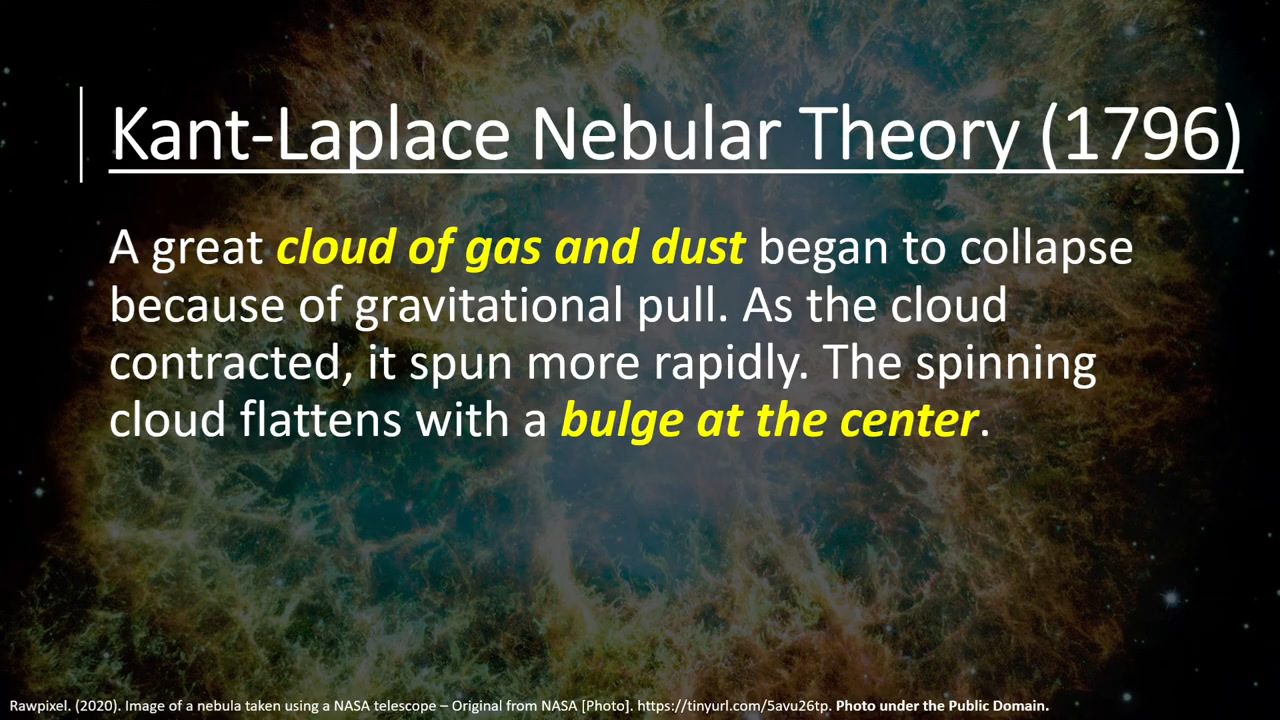 Kant-Laplace Nebular Theory (1796)
A great cloud of gas and dust began to collapse
because of gravitational pull. As the cloud
contracted, it spun more rapidly. The spinning
cloud flattens with a bulge at the center.
Rawpixel. (2020). Image of a nebula taken using a NASA telescope – Original from NASA [Photo]. https://tinyurl.com/5avu26tp. Photo under the Public Domain.